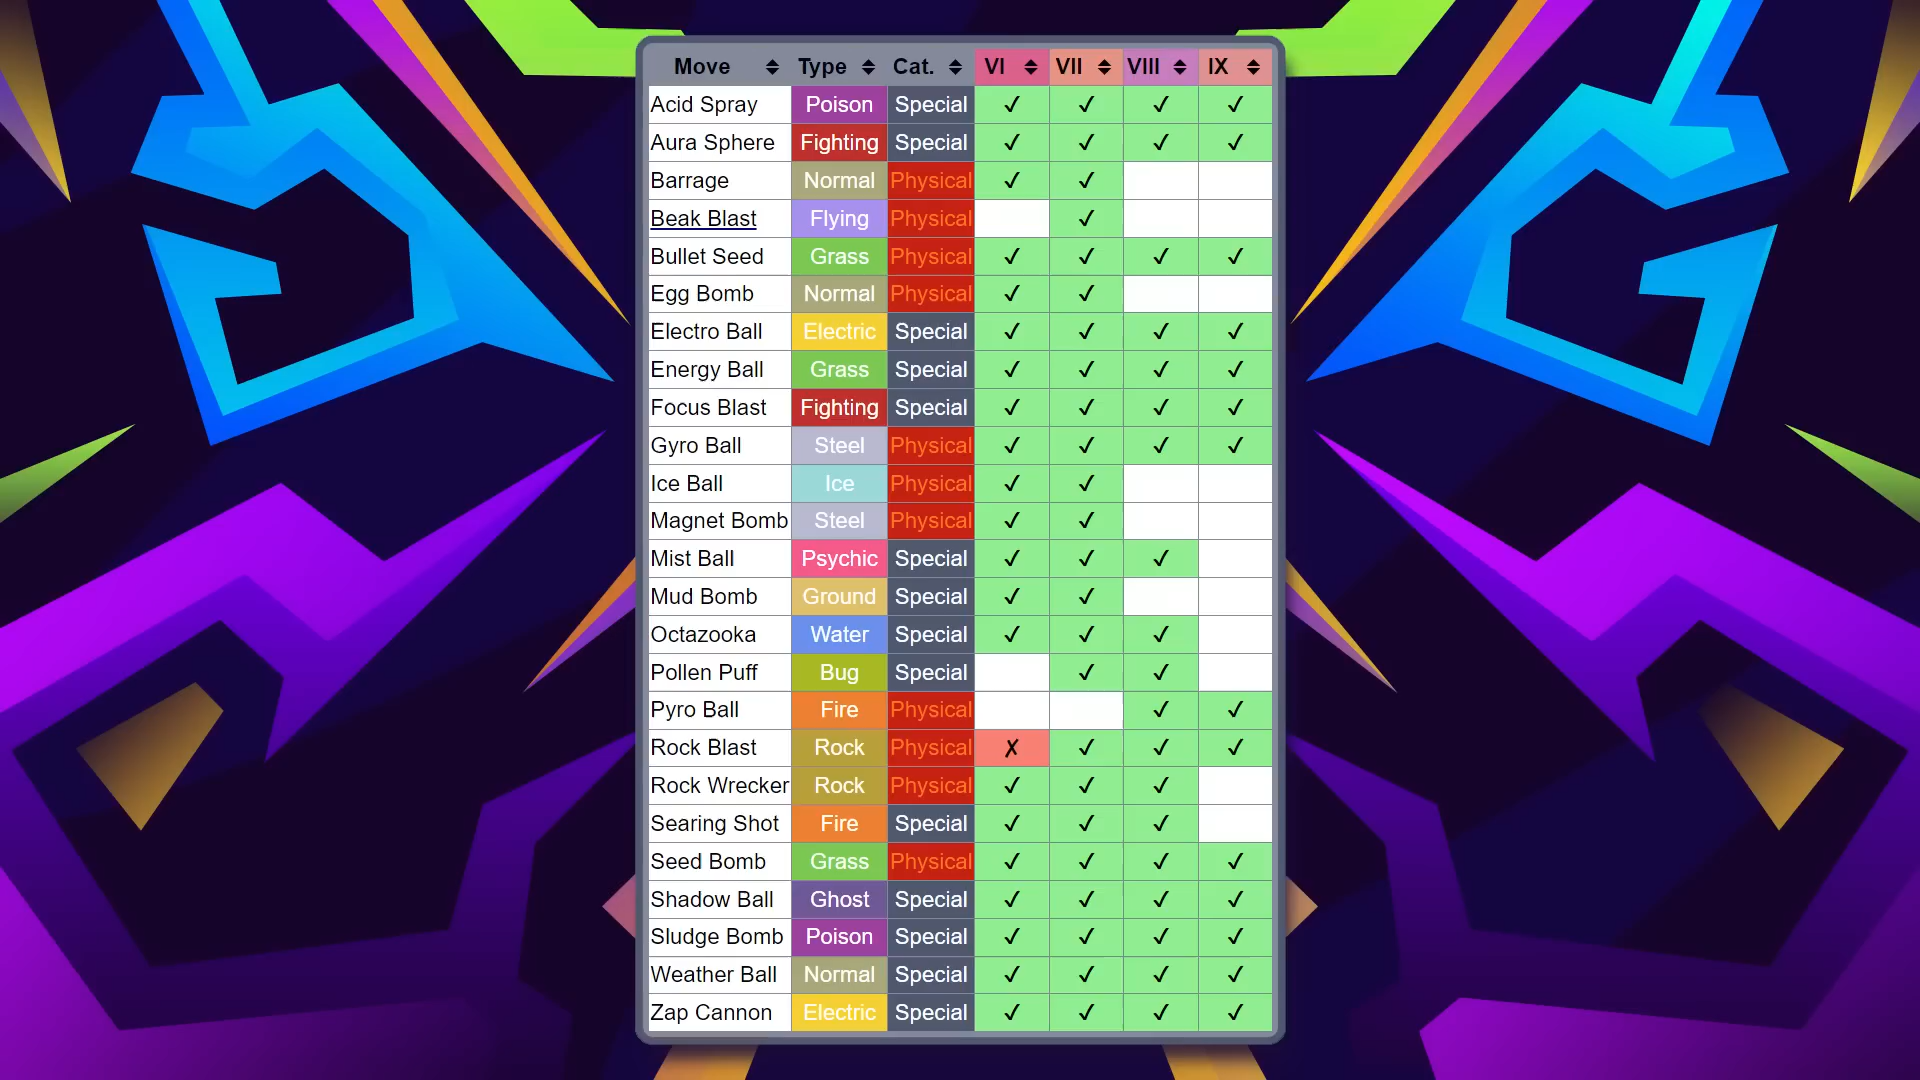 Move Type Cat. VI VII VIII IX
Acid Spray Poison Special ✓ ✓ ✓ ✓
Aura Sphere Fighting Special ✓ ✓ ✓ ✓
Barrage Normal Physical ✓ ✓
Beak Blast Flying Physical ✓
Bullet Seed Grass Physical ✓ ✓ ✓ ✓
Egg Bomb Normal Physical ✓ ✓
Electro Ball Electric Special ✓ ✓ ✓ ✓
Energy Ball Grass Special ✓ ✓ ✓ ✓
Focus Blast Fighting Special ✓ ✓ ✓ ✓
Gyro Ball Steel Physical ✓ ✓ ✓ ✓
Ice Ball Ice Physical ✓ ✓
Magnet Bomb Steel Physical ✓ ✓
Mist Ball Psychic Special ✓ ✓ ✓
Mud Bomb Ground Special ✓ ✓
Octazooka Water Special ✓ ✓ ✓
Pollen Puff Bug Special ✓ ✓
Pyro Ball Fire Physical ✓ ✓
Rock Blast Rock Physical ✗ ✓ ✓ ✓
Rock Wrecker Rock Physical ✓ ✓ ✓
Searing Shot Fire Special ✓ ✓ ✓
Seed Bomb Grass Physical ✓ ✓ ✓ ✓
Shadow Ball Ghost Special ✓ ✓ ✓ ✓
Sludge Bomb Poison Special ✓ ✓ ✓ ✓
Weather Ball Normal Special ✓ ✓ ✓ ✓
Zap Cannon Electric Special ✓ ✓ ✓ ✓